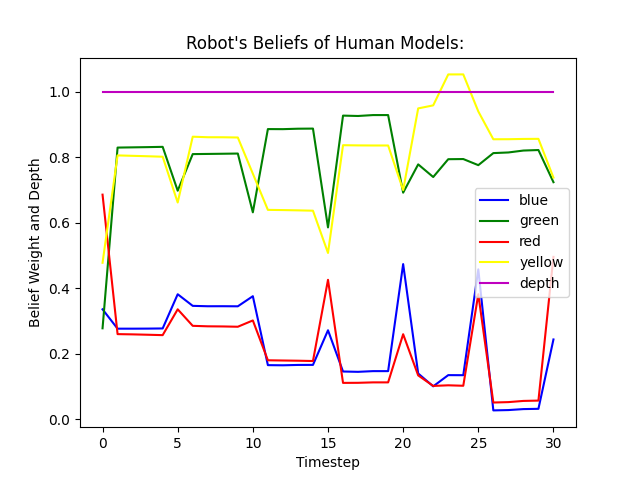 Robot's Beliefs of Human Models:
Belief Weight and Depth
1.0
0.8
0.6
0.4
0.2
0.0
blue
green
red
yellow
depth
0 5 10 15 20 25 30
Timestep